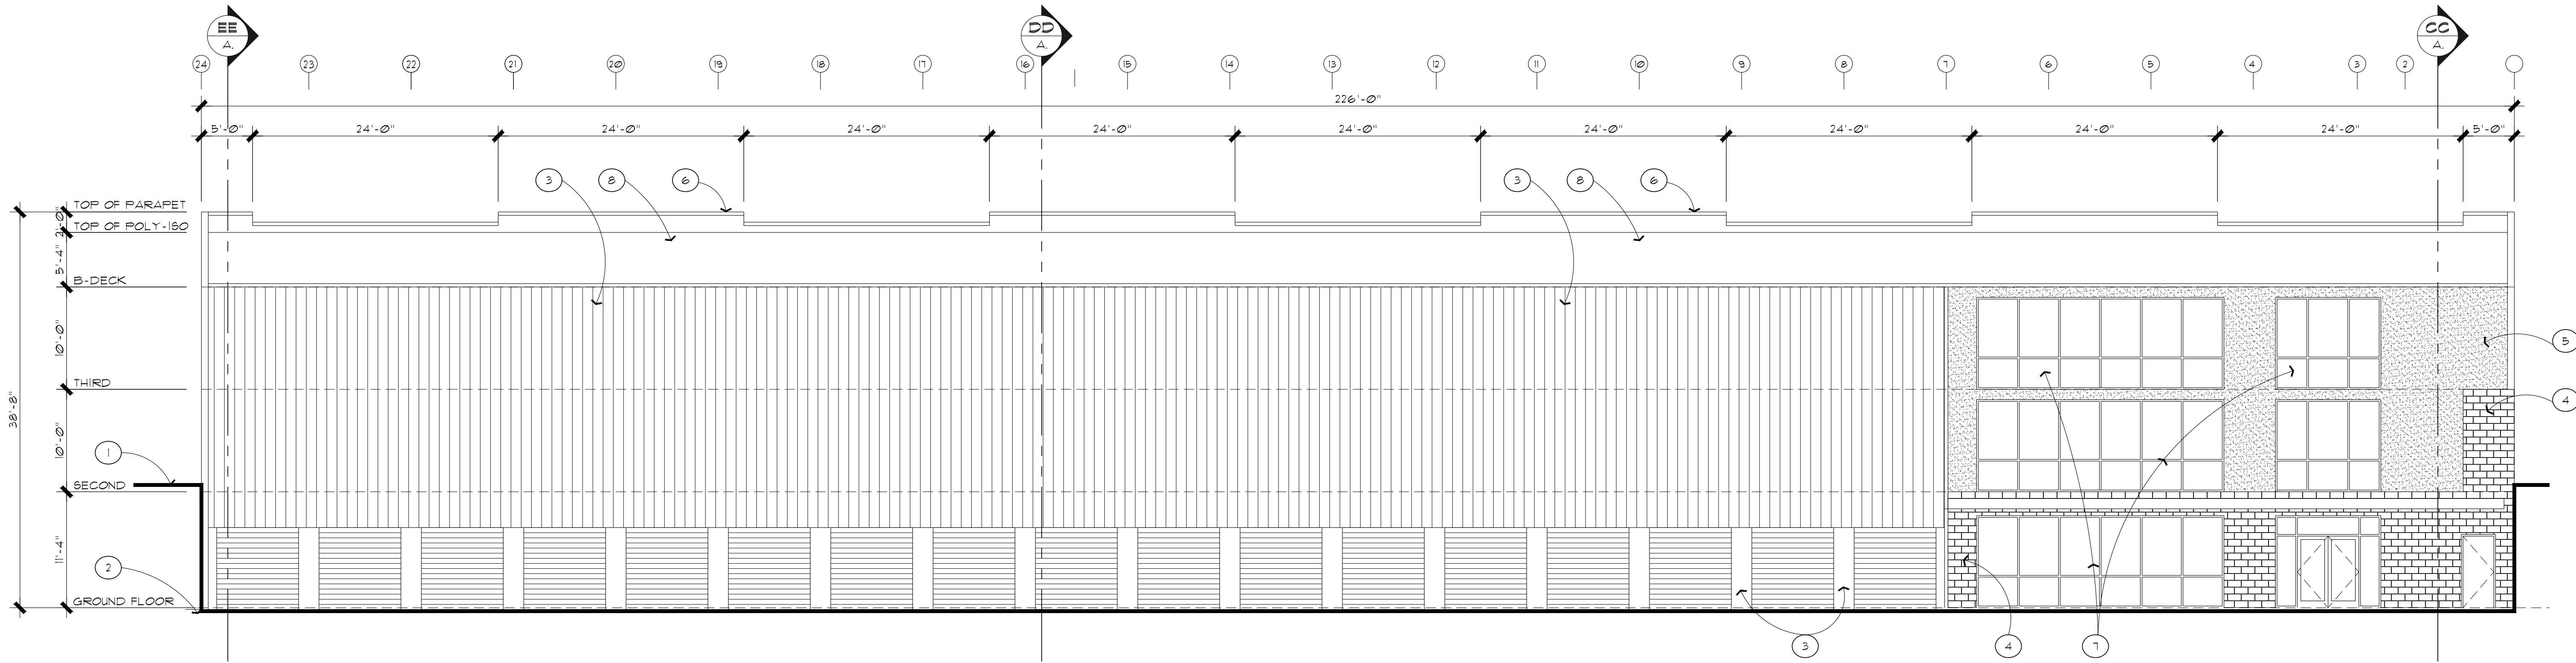 EE
A.
DD
A.
CC
A.
24 23 22 21 20 19 18 17 16 15 14 13 12 11 10 9 8 7 6 5 4 3 2
226'-0"
5'-0" 24'-0" 24'-0" 24'-0" 24'-0" 24'-0" 24'-0" 24'-0" 24'-0" 24'-0" 5'-0"
3 8 6 3 8 6
TOP OF PARAPET
2'-0"
TOP OF POLY-ISO
5'-4"
B-DECK
10'-0"
5
THIRD
4
38'-8"
10'-0"
1
SECOND
11'-4"
2
GROUND FLOOR
3 4 7